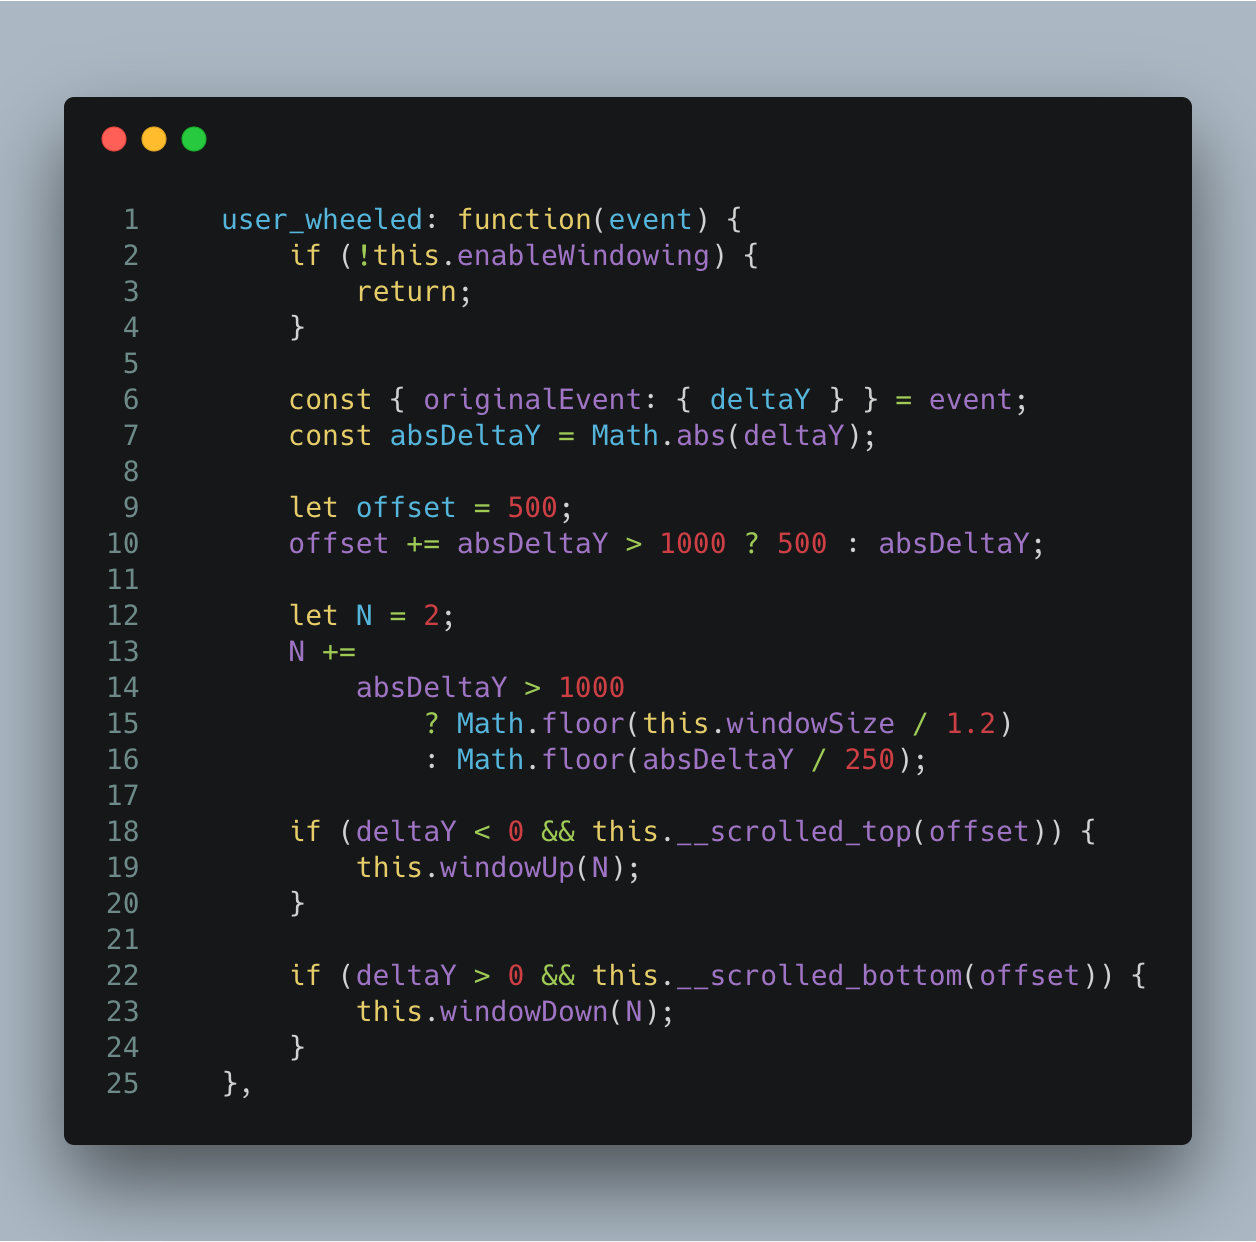 1 user_wheeled: function(event) {
2 if (!this.enableWindowing) {
3 return;
4 }
5
6 const { originalEvent: { deltaY } } = event;
7 const absDeltaY = Math.abs(deltaY);
8
9 let offset = 500;
10 offset += absDeltaY > 1000 ? 500 : absDeltaY;
11
12 let N = 2;
13 N +=
14 absDeltaY > 1000
15 ? Math.floor(this.windowSize / 1.2)
16 : Math.floor(absDeltaY / 250);
17
18 if (deltaY < 0 && this.__scrolled_top(offset)) {
19 this.windowUp(N);
20 }
21
22 if (deltaY > 0 && this.__scrolled_bottom(offset)) {
23 this.windowDown(N);
24 }
25 },